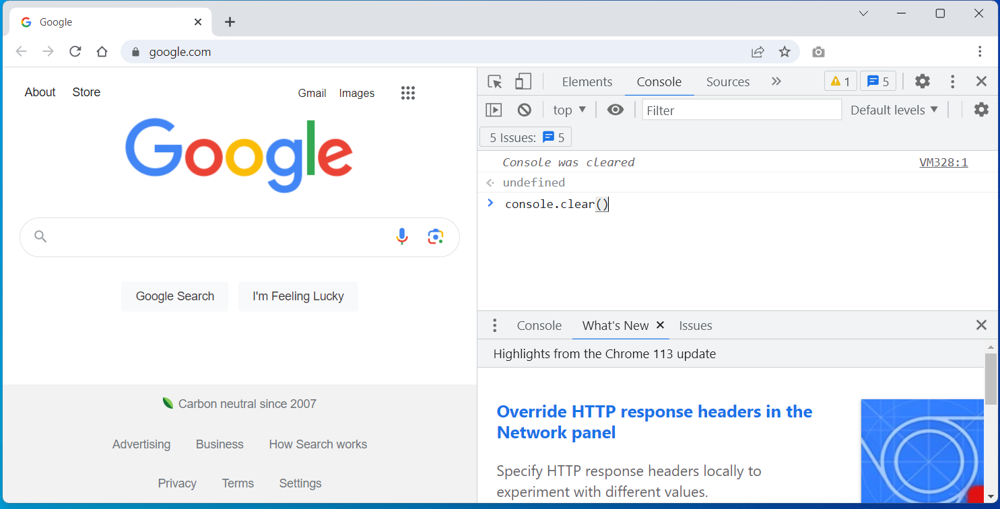 Google
google.com
About Store Gmail Images
Google
Google Search I'm Feeling Lucky
Carbon neutral since 2007
Advertising Business How Search works
Privacy Terms Settings
Elements Console Sources 1 5
top Filter Default levels
5 Issues: 5
Console was cleared VM328:1
undefined
console.clear()
Console What's New Issues
Highlights from the Chrome 113 update
Override HTTP response headers in the
Network panel
Specify HTTP response headers locally to
experiment with different values.